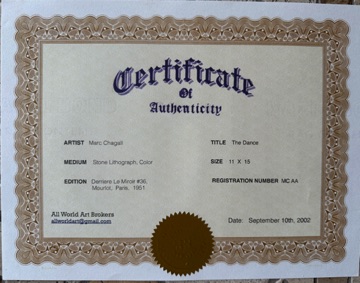 Certificate
Of
Authenticity
ARTIST Marc Chagall
TITLE The Dance
MEDIUM Stone Lithograph, Color
SIZE 11 X 15
EDITION Derriere Le Miroir #36,
Mourlot, Paris, 1951
REGISTRATION NUMBER MC AA
All World Art Brokers
allworldart@gmail.com
Date: September 10th, 2002